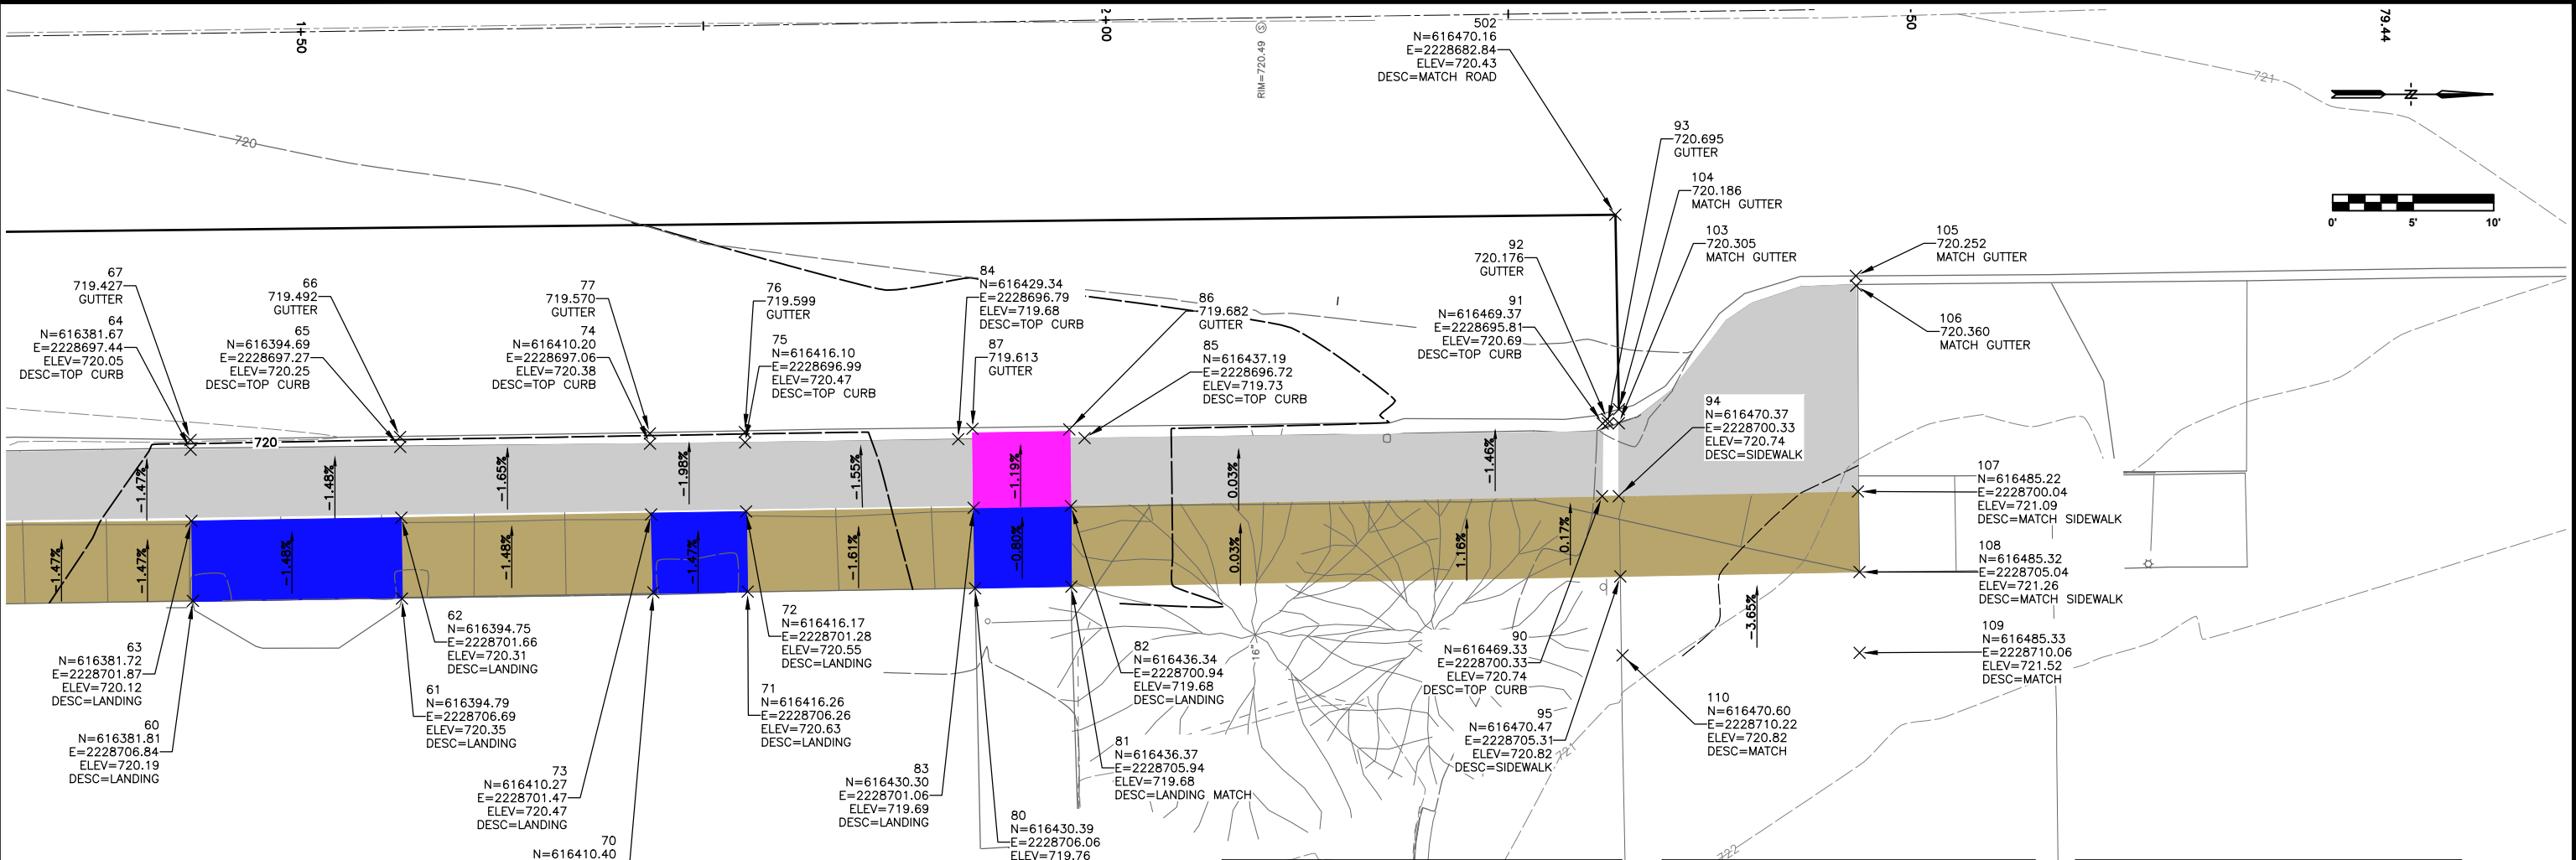 1+50
2+00
-50
79.44
RIM=720.49
S
502
N=616470.16
E=2228682.84
ELEV=720.43
DESC=MATCH ROAD
721
-N-
0'
5'
10'
720
93
720.695
GUTTER
104
720.186
MATCH GUTTER
103
720.305
MATCH GUTTER
105
720.252
MATCH GUTTER
106
720.360
MATCH GUTTER
67
719.427
GUTTER
64
N=616381.67
E=2228697.44
ELEV=720.05
DESC=TOP CURB
66
719.492
GUTTER
65
N=616394.69
E=2228697.27
ELEV=720.25
DESC=TOP CURB
77
719.570
GUTTER
74
N=616410.20
E=2228697.06
ELEV=720.38
DESC=TOP CURB
76
719.599
GUTTER
75
N=616416.10
E=2228696.99
ELEV=720.47
DESC=TOP CURB
84
N=616429.34
E=2228696.79
ELEV=719.68
DESC=TOP CURB
87
719.613
GUTTER
86
719.682
GUTTER
85
N=616437.19
E=2228696.72
ELEV=719.73
DESC=TOP CURB
92
720.176
GUTTER
91
N=616469.37
E=2228695.81
ELEV=720.69
DESC=TOP CURB
94
N=616470.37
E=2228700.33
ELEV=720.74
DESC=SIDEWALK
720
-1.47%
-1.48%
-1.65%
-1.98%
-1.55%
-1.19%
0.03%
-1.46%
-1.47%
-1.47%
-1.48%
-1.48%
-1.47%
-1.61%
-0.80%
0.03%
1.16%
0.17%
-3.65%
107
N=616485.22
E=2228700.04
ELEV=721.09
DESC=MATCH SIDEWALK
108
N=616485.32
E=2228705.04
ELEV=721.26
DESC=MATCH SIDEWALK
109
N=616485.33
E=2228710.06
ELEV=721.52
DESC=MATCH
110
N=616470.60
E=2228710.22
ELEV=720.82
DESC=MATCH
63
N=616381.72
E=2228701.87
ELEV=720.12
DESC=LANDING
60
N=616381.81
E=2228706.84
ELEV=720.19
DESC=LANDING
62
N=616394.75
E=2228701.66
ELEV=720.31
DESC=LANDING
61
N=616394.79
E=2228706.69
ELEV=720.35
DESC=LANDING
73
N=616410.27
E=2228701.47
ELEV=720.47
DESC=LANDING
70
N=616410.40
72
N=616416.17
E=2228701.28
ELEV=720.55
DESC=LANDING
71
N=616416.26
E=2228706.26
ELEV=720.63
DESC=LANDING
83
N=616430.30
E=2228701.06
ELEV=719.69
DESC=LANDING
80
N=616430.39
E=2228706.06
ELEV=719.76
82
N=616436.34
E=2228700.94
ELEV=719.68
DESC=LANDING
81
N=616436.37
E=2228705.94
ELEV=719.68
DESC=LANDING MATCH
16"
90
N=616469.33
E=2228700.33
ELEV=720.74
DESC=TOP CURB
95
N=616470.47
E=2228705.31
ELEV=720.82
DESC=SIDEWALK
721
722